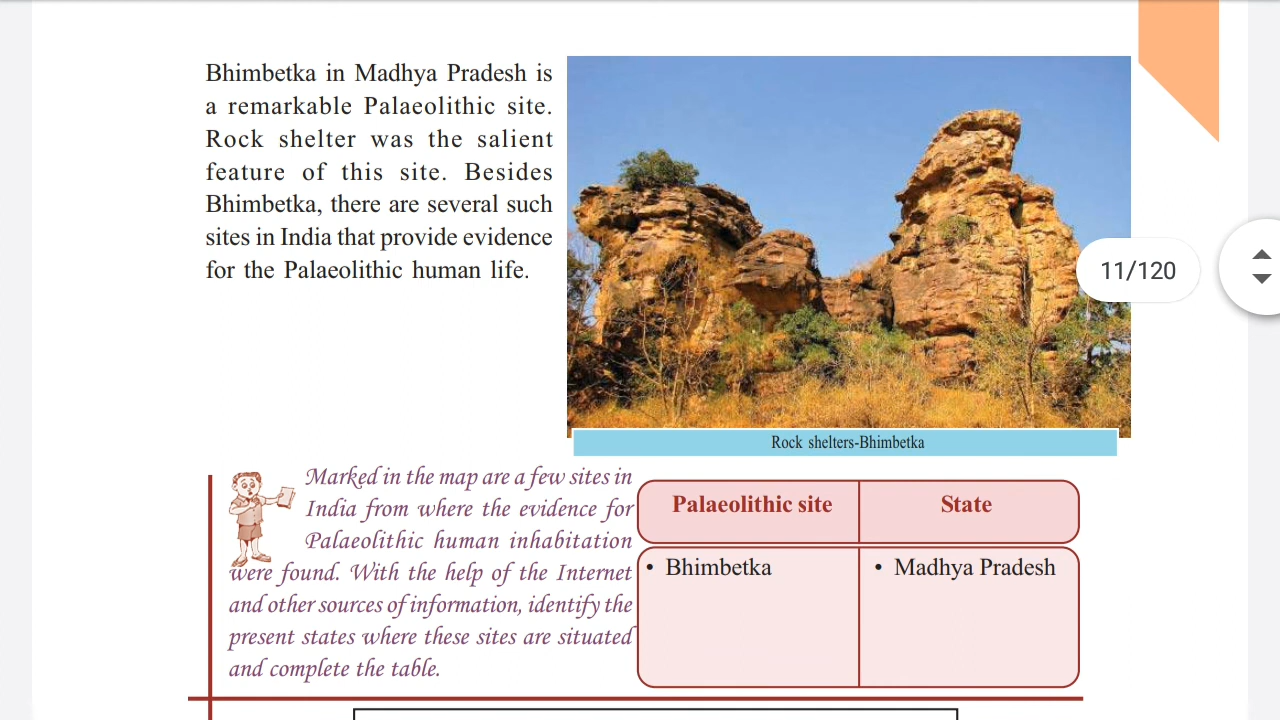 Bhimbetka in Madhya Pradesh is
a remarkable Palaeolithic site.
Rock shelter was the salient
feature of this site. Besides
Bhimbetka, there are several such
sites in India that provide evidence
for the Palaeolithic human life.
11/120
Rock shelters-Bhimbetka
Marked in the map are a few sites in
India from where the evidence for
Palaeolithic human inhabitation
were found. With the help of the Internet
and other sources of information, identify the
present states where these sites are situated
and complete the table.
Palaeolithic site State
• Bhimbetka • Madhya Pradesh